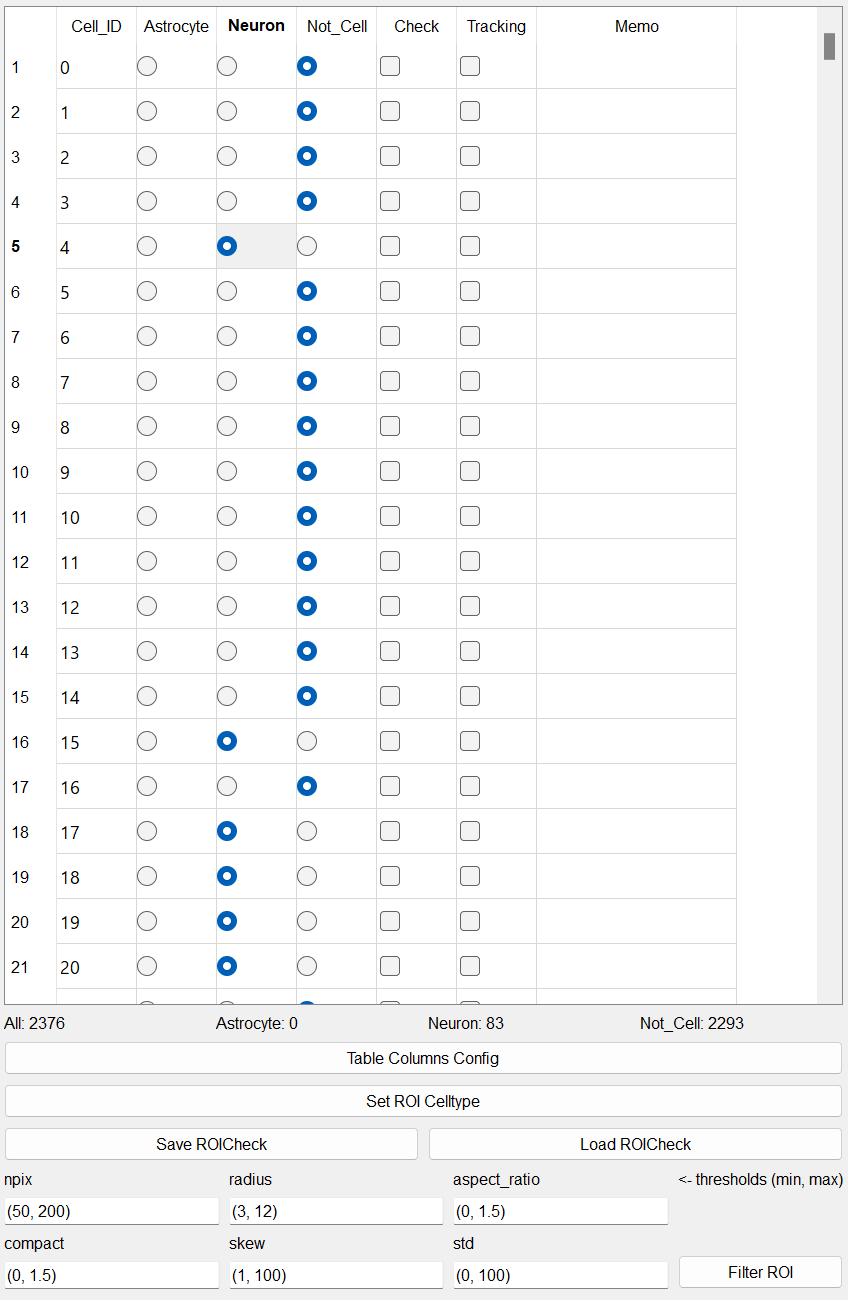 Cell_ID Astrocyte Neuron Not_Cell Check Tracking Memo
1 0
2 1
3 2
4 3
5 4
6 5
7 6
8 7
9 8
10 9
11 10
12 11
13 12
14 13
15 14
16 15
17 16
18 17
19 18
20 19
21 20
All: 2376 Astrocyte: 0 Neuron: 83 Not_Cell: 2293
Table Columns Config
Set ROI Celltype
Save ROICheck Load ROICheck
npix radius aspect_ratio <- thresholds (min, max)
(50, 200) (3, 12) (0, 1.5)
compact skew std
(0, 1.5) (1, 100) (0, 100) Filter ROI